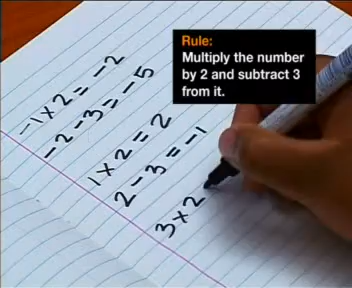 Rule:
Multiply the number
by 2 and subtract 3
from it.
-1×2=-2
-2-3=-5
1×2=2
2-3=-1
3×2